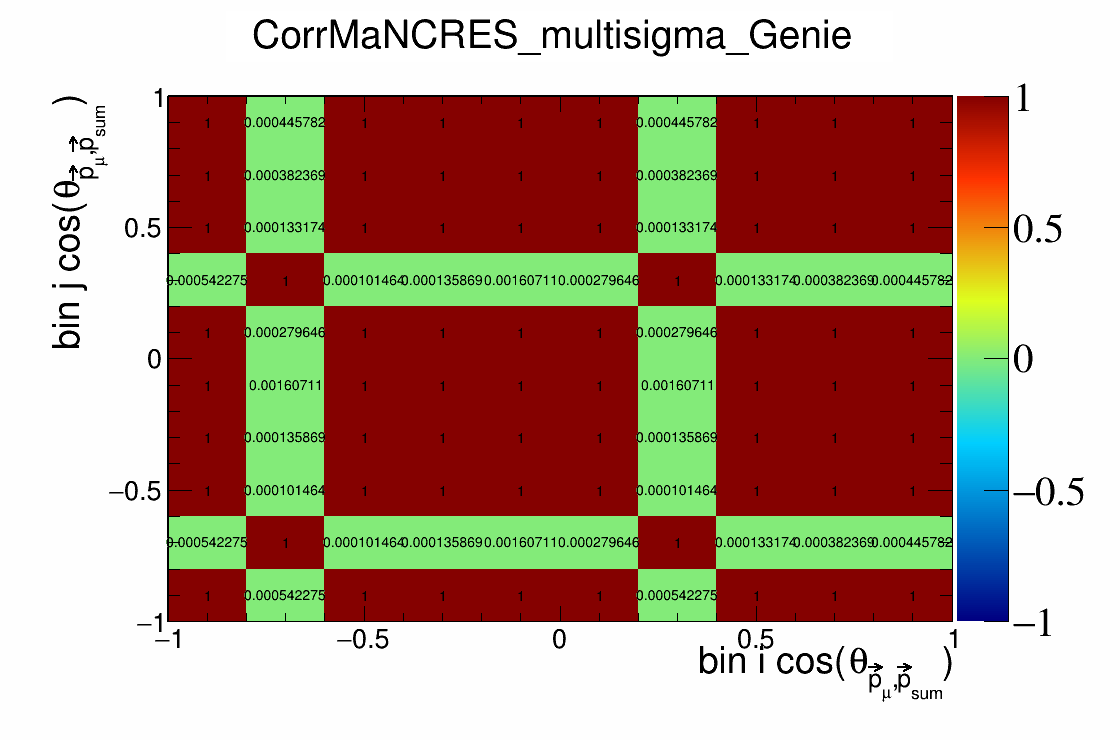 CorrMaNCRES_multisigma_Genie
bin j cos(θ p⃗μ,p⃗sum)
1
0.5
0
−0.5
−1
1 0.000445782 1 1 1 1 0.000445782 1 1 1
1 0.000382369 1 1 1 1 0.000382369 1 1 1
1 0.000133174 1 1 1 1 0.000133174 1 1 1
0.000542275 1 0.000101464 0.000135869 0.00160711 0.000279646 1 0.000133174 0.000382369 0.000445782
1 0.000279646 1 1 1 1 0.000279646 1 1 1
1 0.00160711 1 1 1 1 0.00160711 1 1 1
1 0.000135869 1 1 1 1 0.000135869 1 1 1
1 0.000101464 1 1 1 1 0.000101464 1 1 1
0.000542275 1 0.000101464 0.000135869 0.00160711 0.000279646 1 0.000133174 0.000382369 0.000445782
1 0.000542275 1 1 1 1 0.000542275 1 1 1
−1 −0.5 0 0.5 1
bin i cos(θ p⃗μ,p⃗sum)
1
0.5
0
−0.5
−1